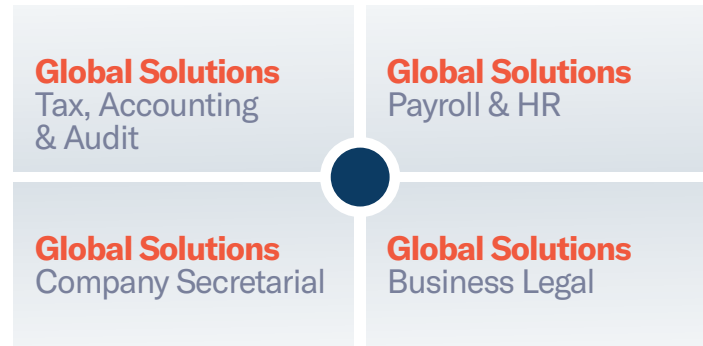 Global Solutions
Tax, Accounting
& Audit
Global Solutions
Payroll & HR
Global Solutions
Company Secretarial
Global Solutions
Business Legal